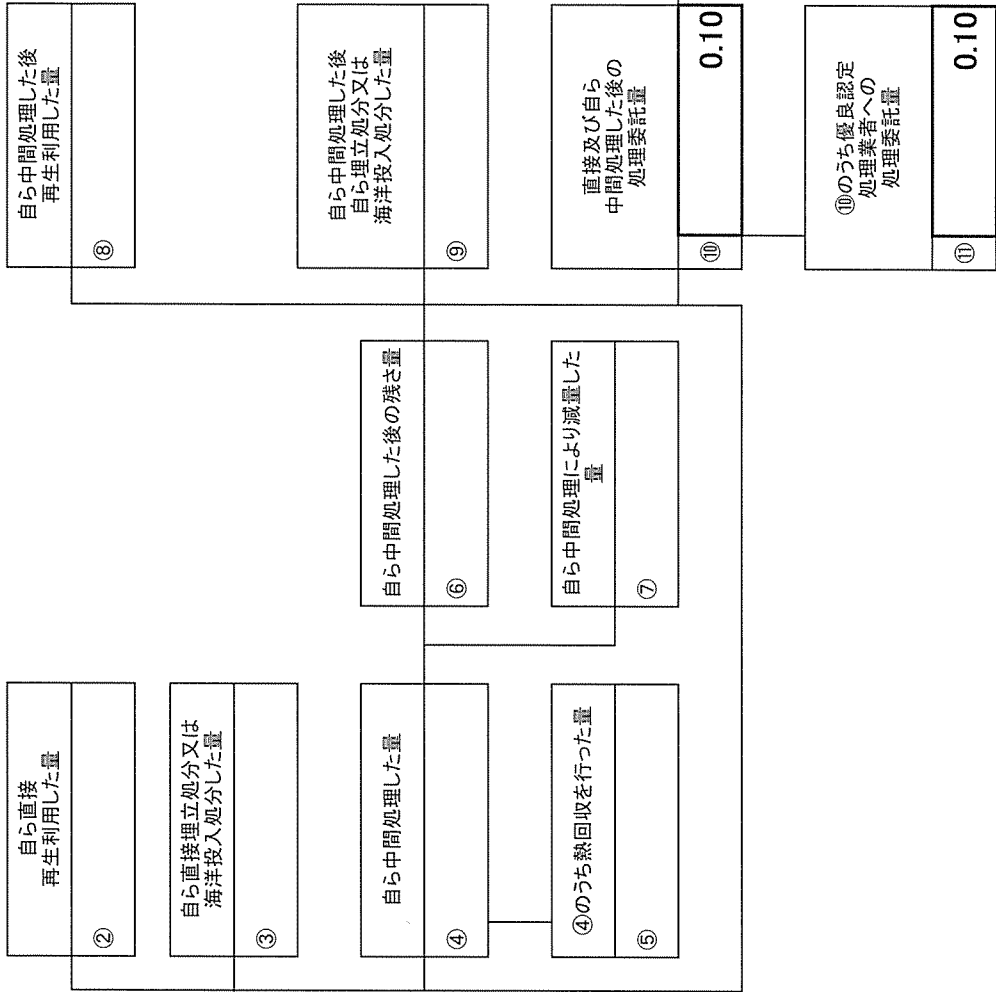 自ら直接
再生利用した量
②
自ら直接埋立処分又は
海洋投入処分した量
③
自ら中間処理した量
④
④のうち熱回収を行った量
⑤
自ら中間処理した後の残さ量
⑥
自ら中間処理により減量した
量
⑦
自ら中間処理した後
再生利用した量
⑧
自ら中間処理した後
自ら埋立処分又は
海洋投入処分した量
⑨
直接及び自ら
中間処理した後の
処理委託量
⑩
0.10
⑩のうち優良認定
処理業者への
処理委託量
⑪
0.10